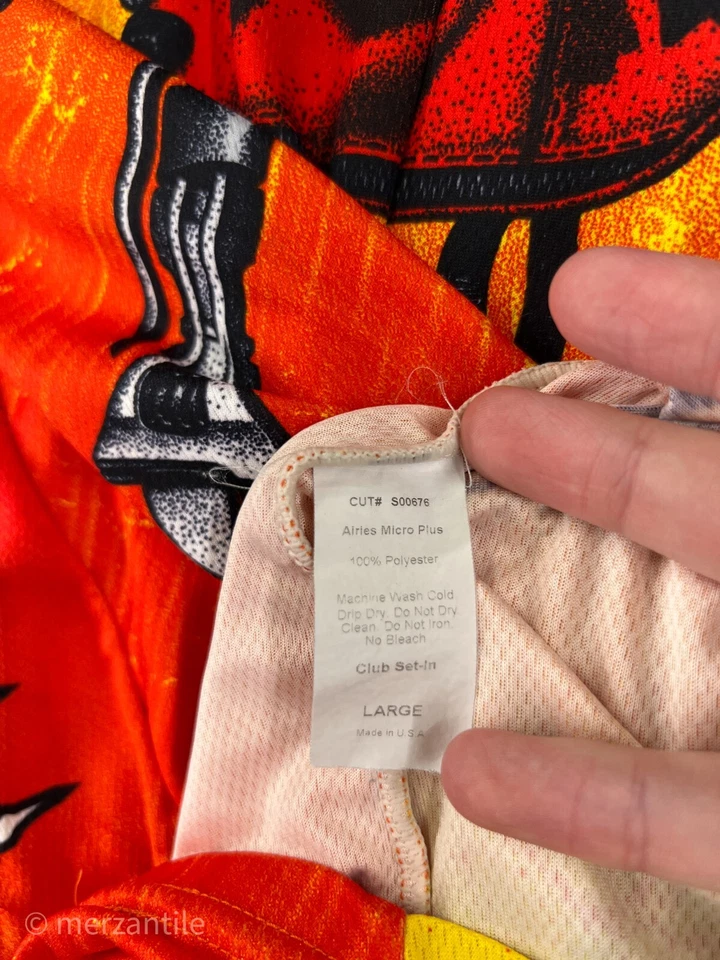 CUT# S00676
Airies Micro Plus
100% Polyester
Machine Wash Cold
Drip Dry. Do Not Dry
Clean. Do Not Iron.
No Bleach
Club Set-In
LARGE
Made in U.S.A
© merzantile